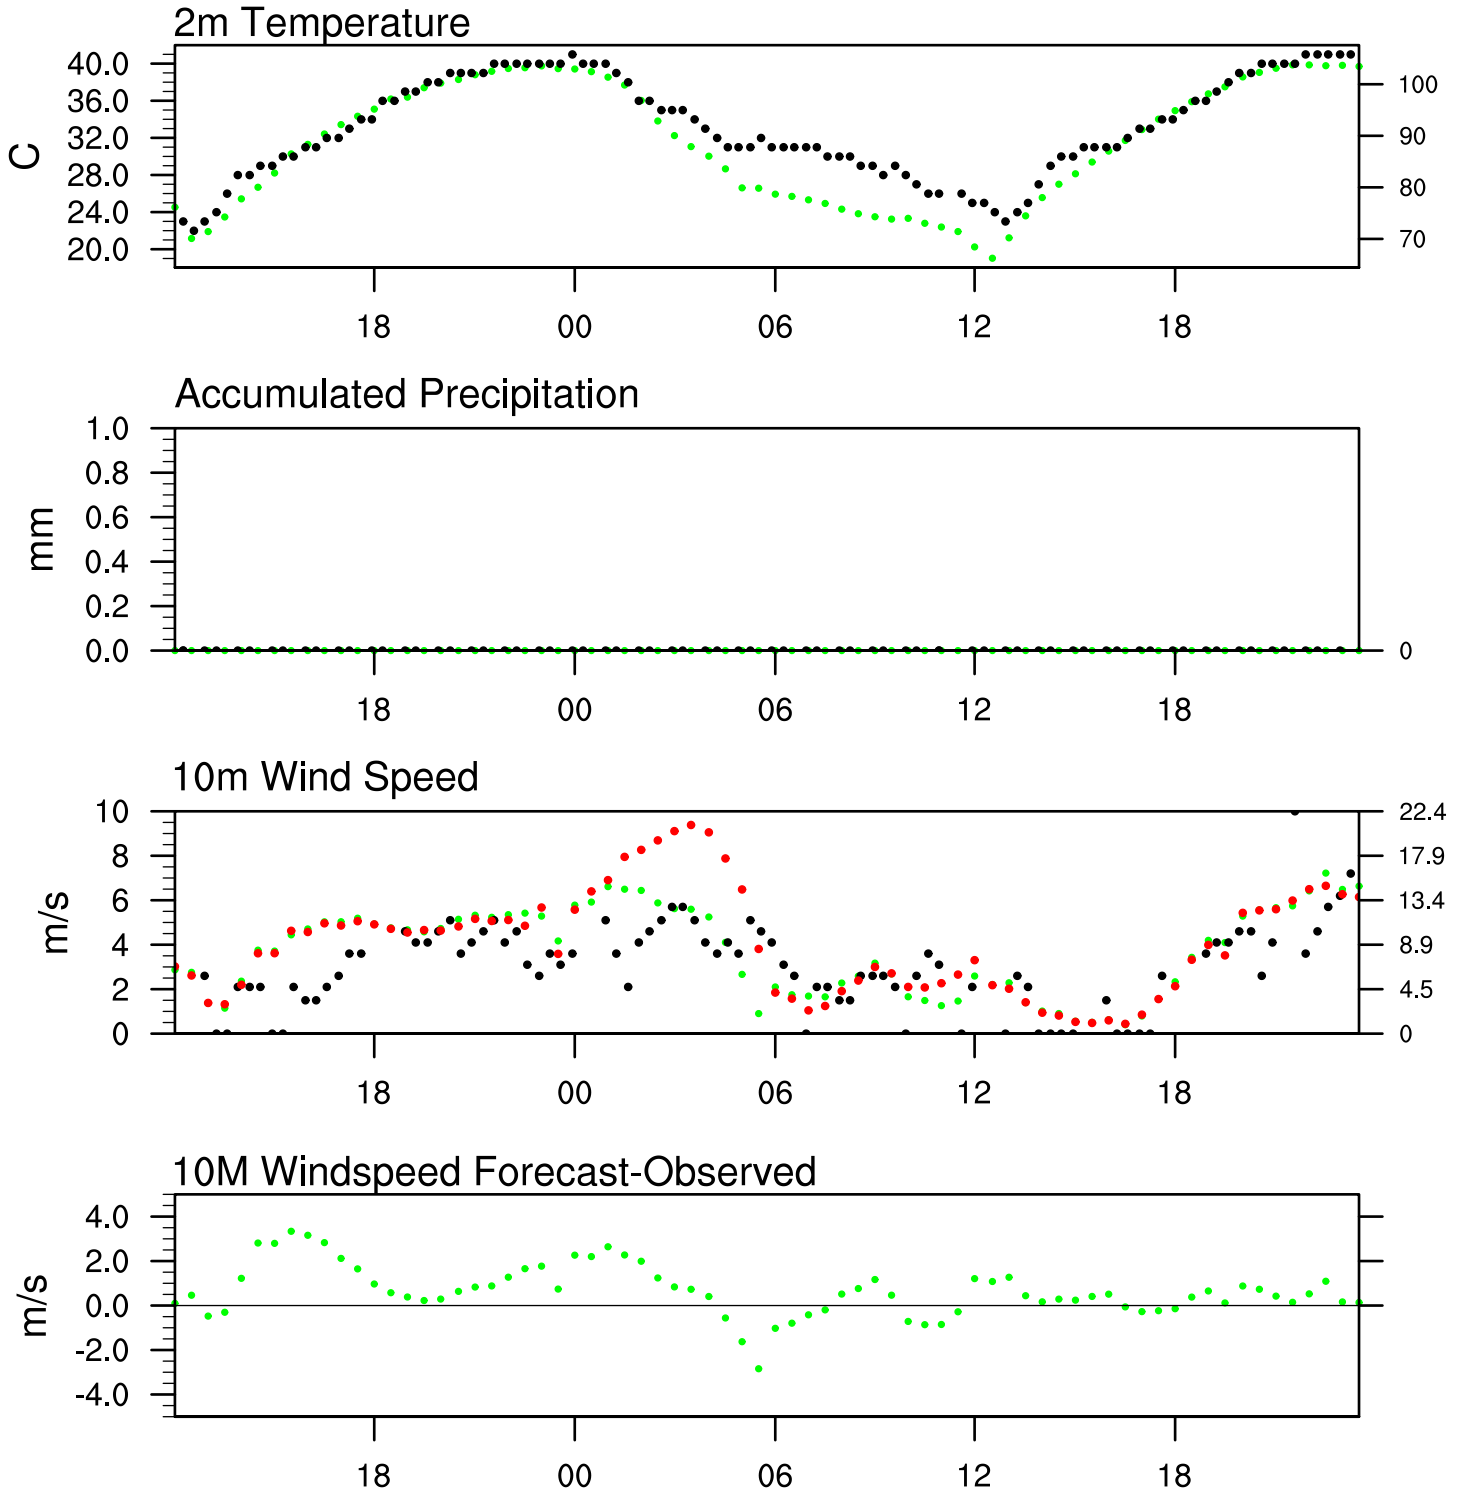 2m Temperature
40.0
36.0
32.0
28.0
24.0
20.0
C
100
90
80
70
18 00 06 12 18
Accumulated Precipitation
1.0
0.8
0.6
0.4
0.2
0.0
mm
0
18 00 06 12 18
10m Wind Speed
10
8
6
4
2
0
m/s
22.4
17.9
13.4
8.9
4.5
0
18 00 06 12 18
10M Windspeed Forecast-Observed
4.0
2.0
0.0
-2.0
-4.0
m/s
18 00 06 12 18